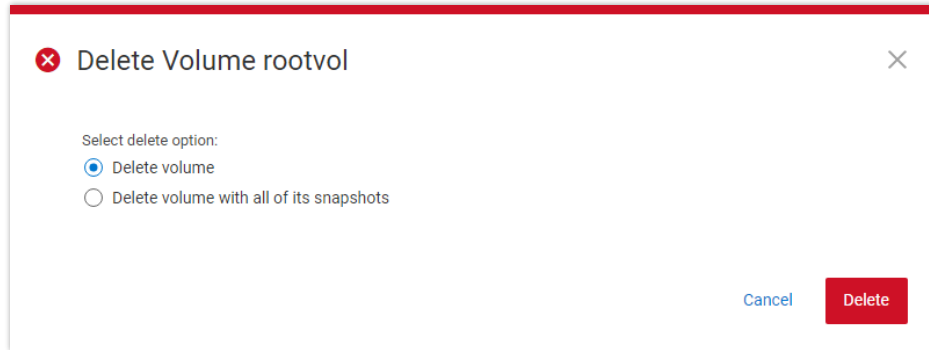 Delete Volume rootvol
Select delete option:
Delete volume
Delete volume with all of its snapshots
Cancel
Delete